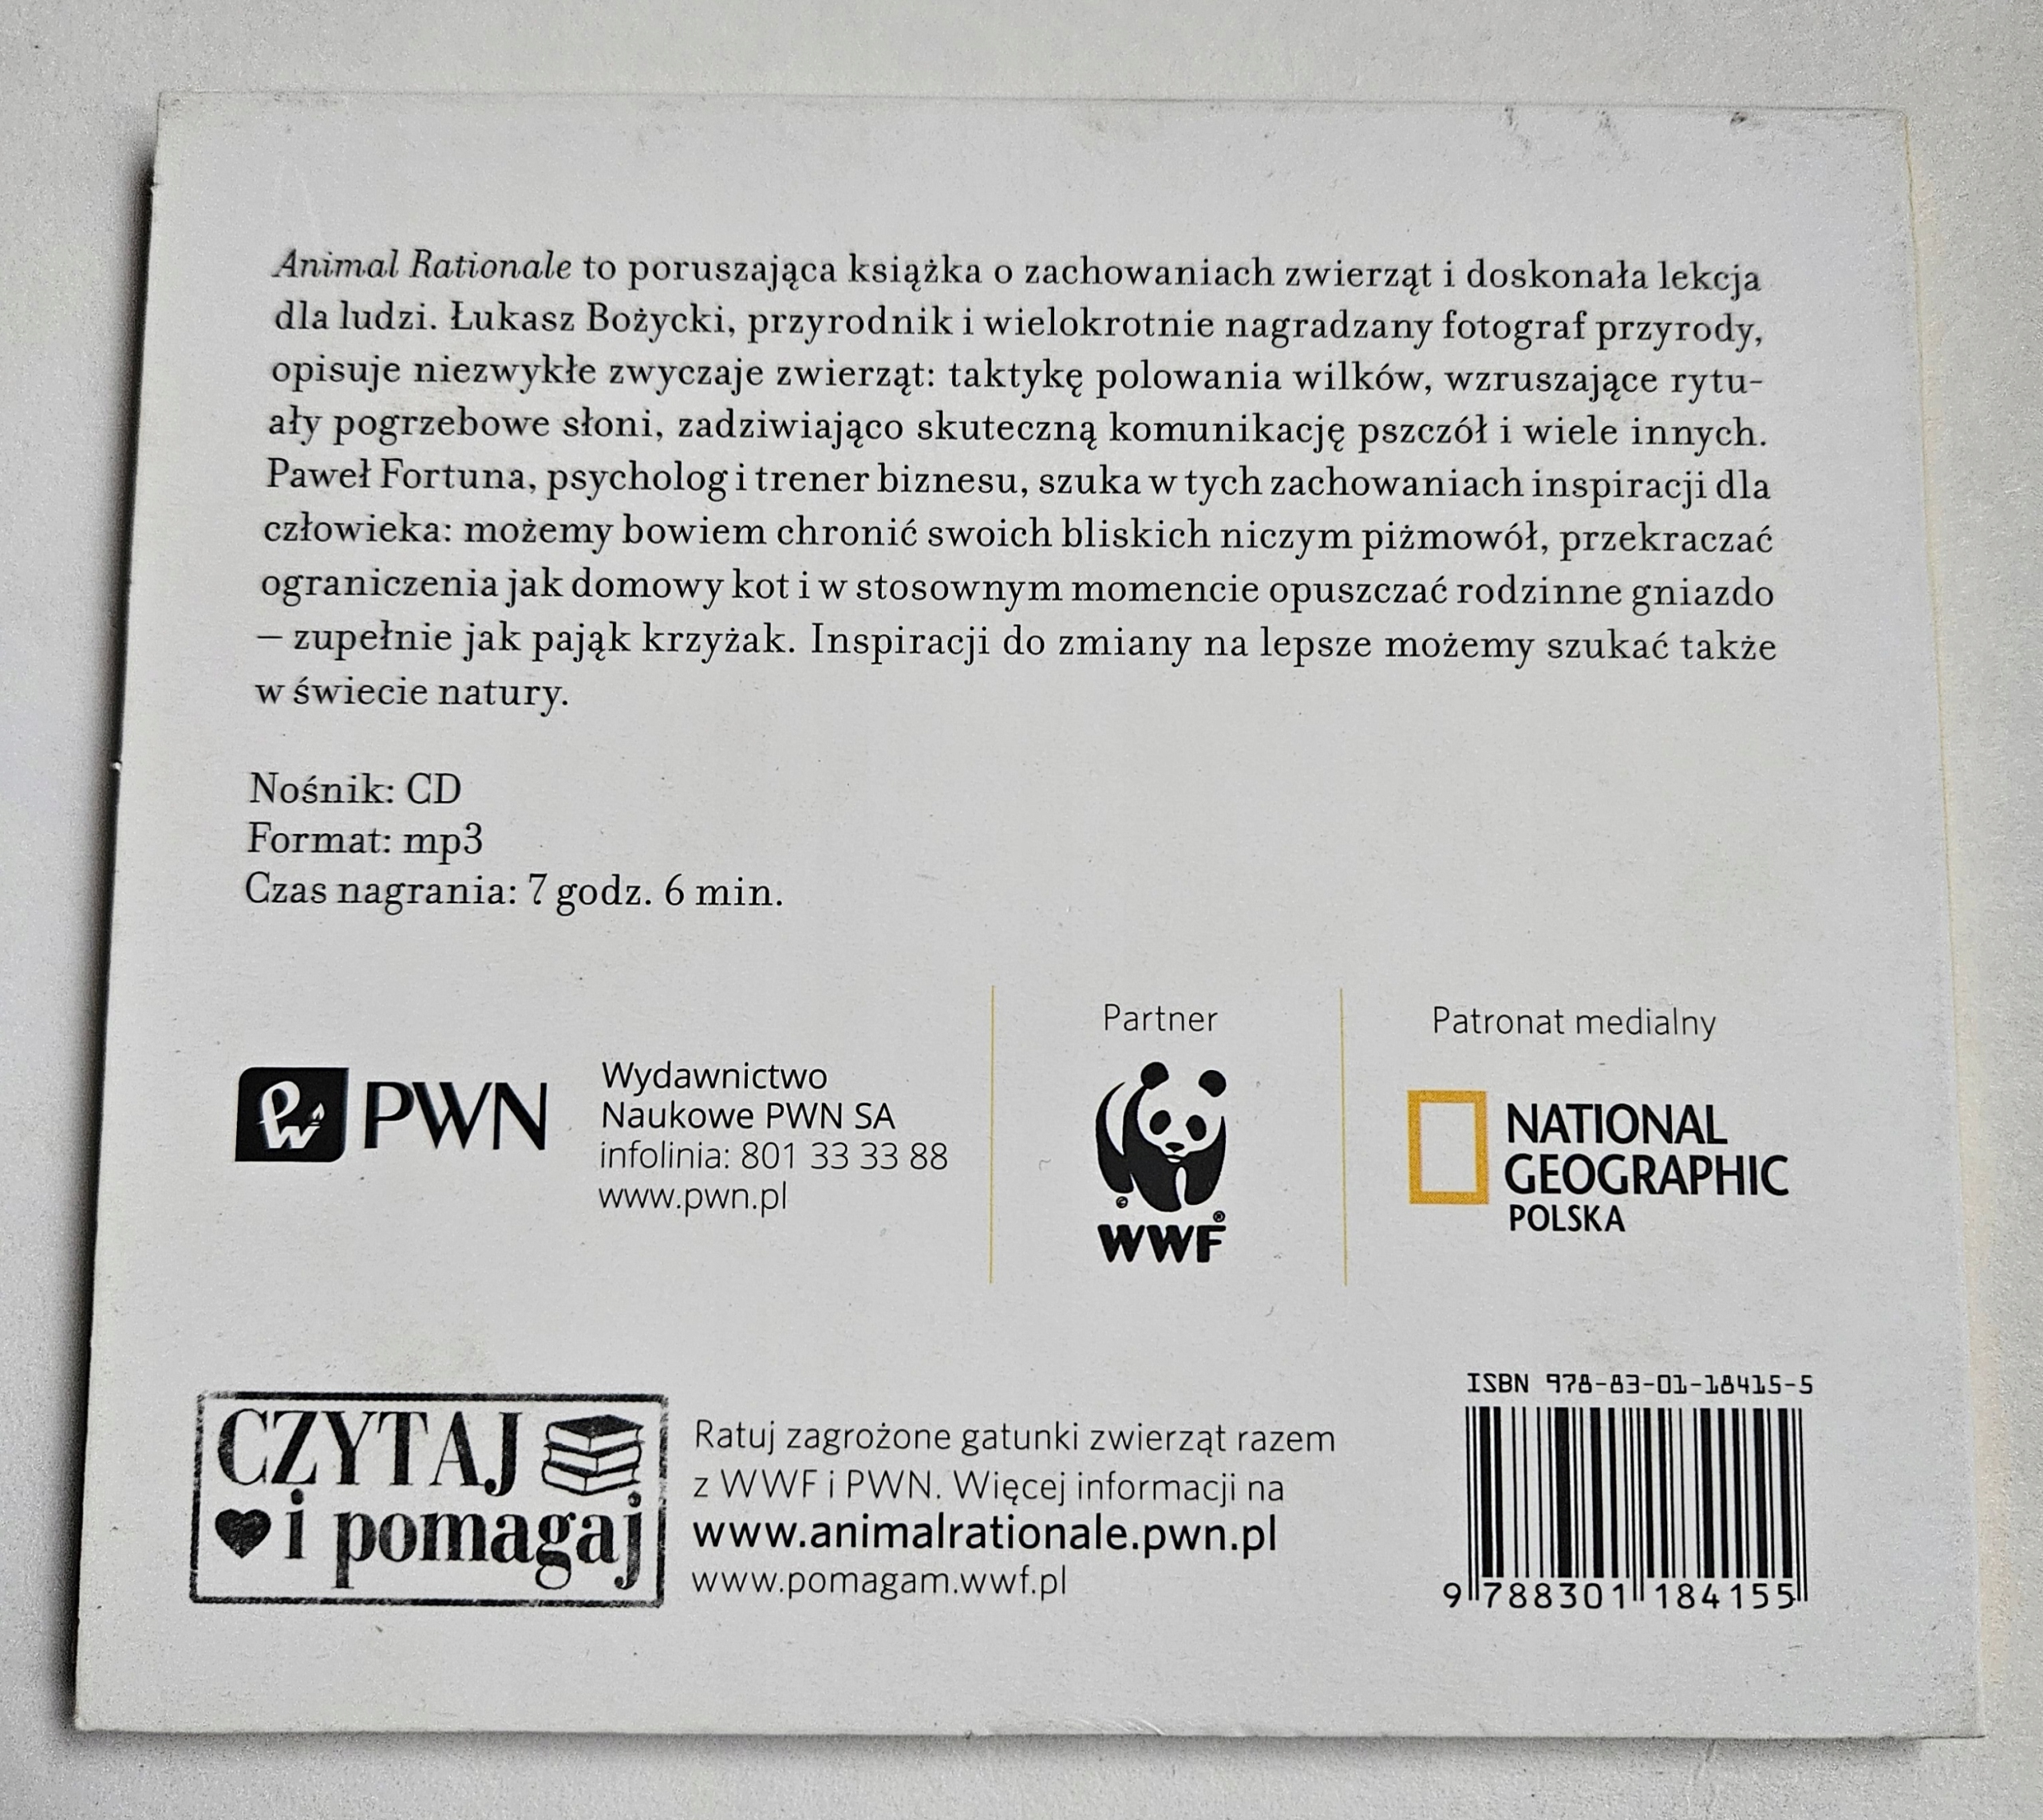 Animal Rationale to poruszająca książka o zachowaniach zwierząt i doskonała lekcja
dla ludzi. Łukasz Bożycki, przyrodnik i wielokrotnie nagradzany fotograf przyrody,
opisuje niezwykłe zwyczaje zwierząt: taktykę polowania wilków, wzruszające rytu-
ały pogrzebowe słoni, zadziwiająco skuteczną komunikację pszczół i wiele innych.
Paweł Fortuna, psycholog i trener biznesu, szuka w tych zachowaniach inspiracji dla
człowieka: możemy bowiem chronić swoich bliskich niczym piżmowół, przekraczać
ograniczenia jak domowy kot i w stosownym momencie opuszczać rodzinne gniazdo
– zupełnie jak pająk krzyżak. Inspiracji do zmiany na lepsze możemy szukać także
w świecie natury.
Nośnik: CD
Format: mp3
Czas nagrania: 7 godz. 6 min.
PWN
Wydawnictwo
Naukowe PWN SA
infolinia: 801 33 33 88
www.pwn.pl
Partner
WWF®
Patronat medialny
NATIONAL
GEOGRAPHIC
POLSKA
CZYTAJ
i pomagaj
Ratuj zagrożone gatunki zwierząt razem
z WWF i PWN. Więcej informacji na
www.animalrationale.pwn.pl
www.pomagam.wwf.pl
ISBN 978-83-01-18415-5
9 788301 184155